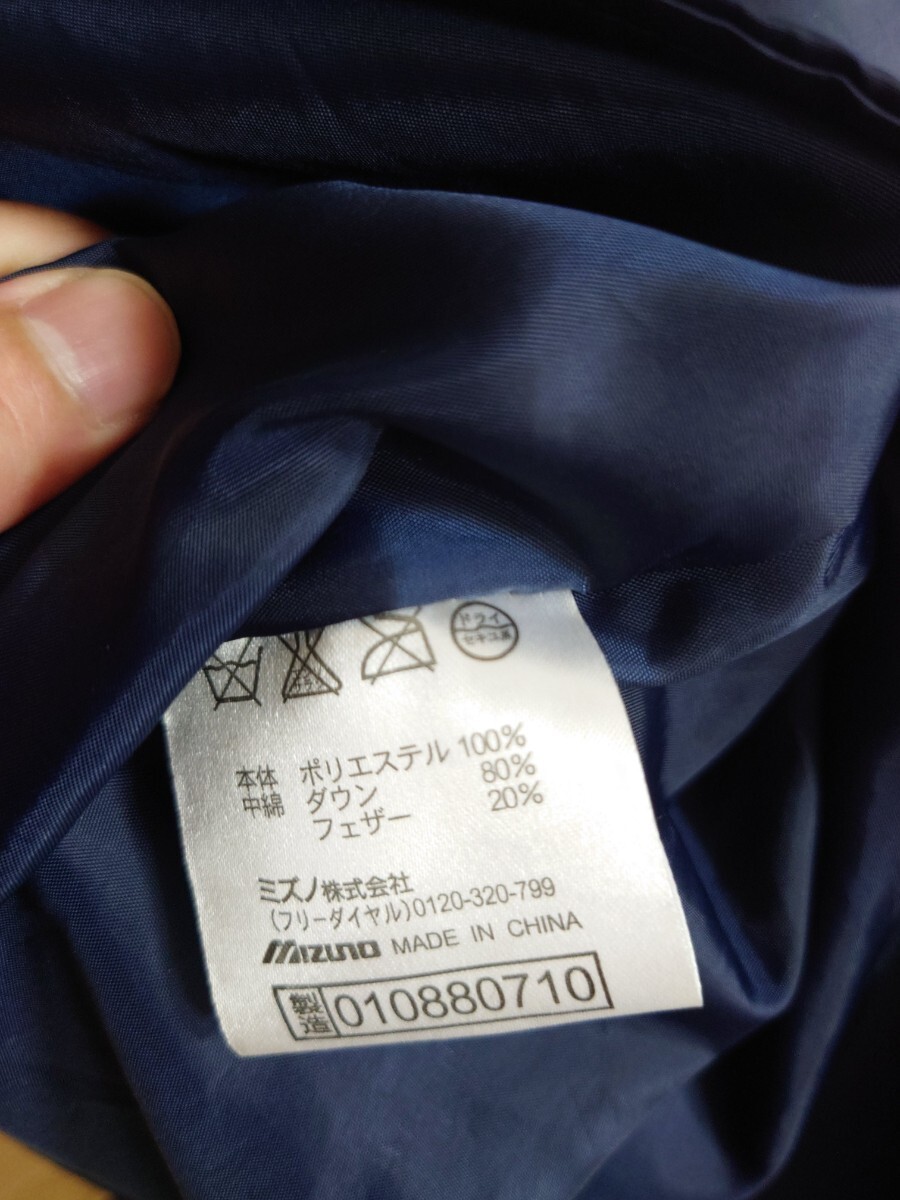 ドライ
セキユ系
本体 ポリエステル 100%
中綿 ダウン 80%
フェザー 20%
ミズノ株式会社
(フリーダイヤル)0120-320-799
MIZUNO MADE IN CHINA
製造 010880710